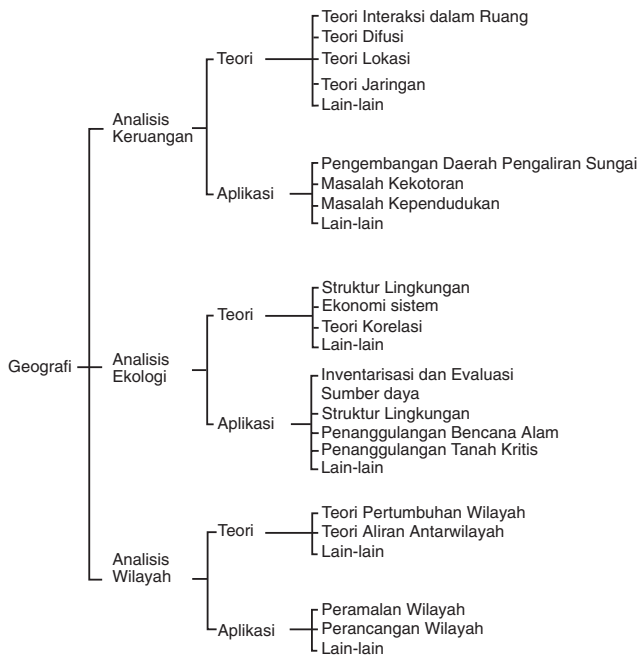 Geografi
Analisis
Keruangan
Teori
Teori Interaksi dalam Ruang
Teori Difusi
Teori Lokasi
Teori Jaringan
Lain-lain
Aplikasi
Pengembangan Daerah Pengaliran Sungai
Masalah Kekotoran
Masalah Kependudukan
Lain-lain
Analisis
Ekologi
Teori
Struktur Lingkungan
Ekonomi sistem
Teori Korelasi
Lain-lain
Aplikasi
Inventarisasi dan Evaluasi
Sumber daya
Struktur Lingkungan
Penanggulangan Bencana Alam
Penanggulangan Tanah Kritis
Lain-lain
Analisis
Wilayah
Teori
Teori Pertumbuhan Wilayah
Teori Aliran Antarwilayah
Lain-lain
Aplikasi
Peramalan Wilayah
Perancangan Wilayah
Lain-lain